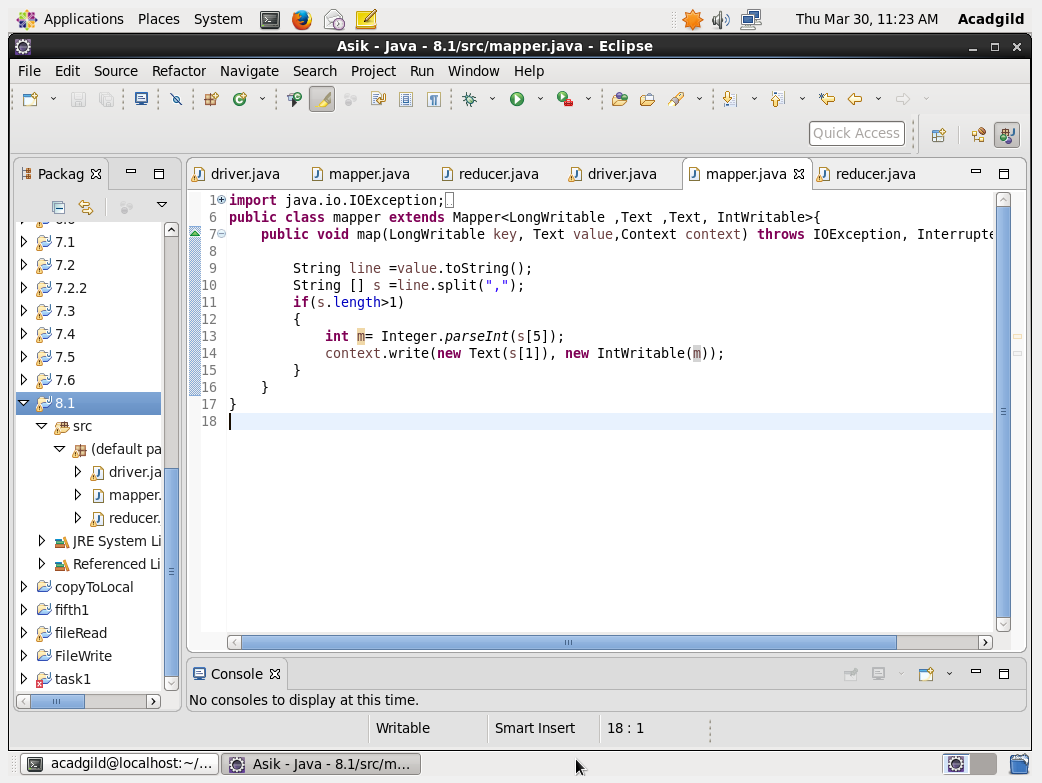 Applications Places System Thu Mar 30, 11:23 AM Acadgild
Asik - Java - 8.1/src/mapper.java - Eclipse
File Edit Source Refactor Navigate Search Project Run Window Help
Quick Access
Packag
driver.java mapper.java reducer.java driver.java mapper.java reducer.java
7.1
7.2
7.2.2
7.3
7.4
7.5
7.6
8.1
src
(default pa
driver.ja
mapper.
reducer.
JRE System Li
Referenced Li
copyToLocal
fifth1
fileRead
FileWrite
task1
1 import java.io.IOException;
6 public class mapper extends Mapper<LongWritable ,Text ,Text, IntWritable>{
7 public void map(LongWritable key, Text value,Context context) throws IOException, Interrupte
8
9 String line =value.toString();
10 String [] s =line.split(",");
11 if(s.length>1)
12 {
13 int m= Integer.parseInt(s[5]);
14 context.write(new Text(s[1]), new IntWritable(m));
15 }
16 }
17 }
18
Console
No consoles to display at this time.
Writable Smart Insert 18 : 1
acadgild@localhost:~/... Asik - Java - 8.1/src/m...